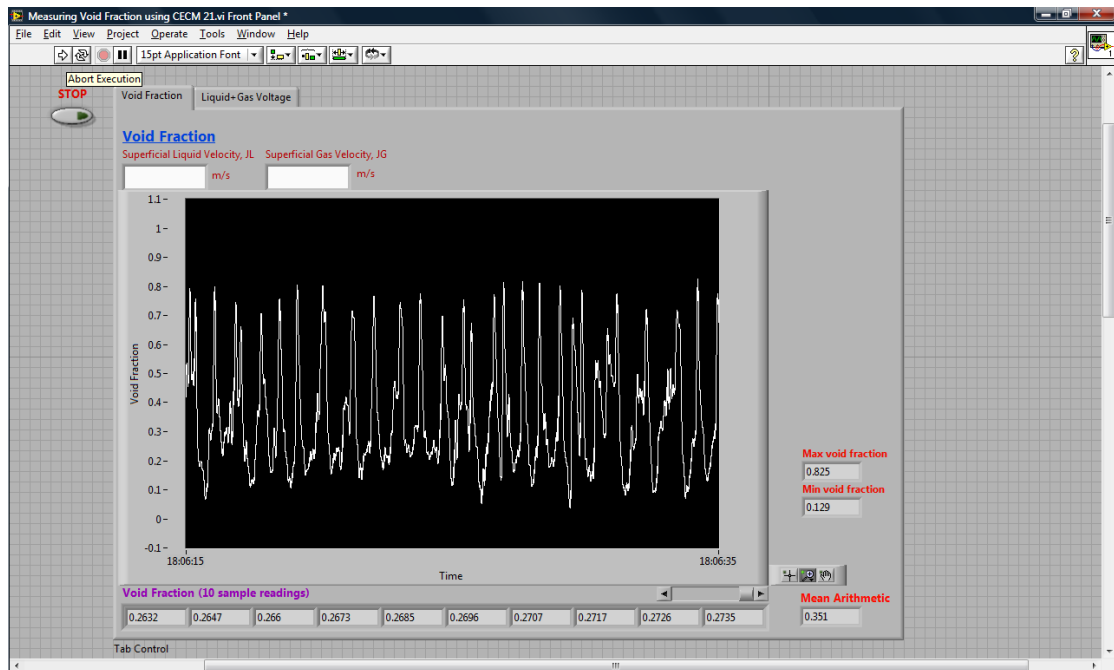 Measuring Void Fraction using CECM 21.vi Front Panel *
File Edit View Project Operate Tools Window Help
15pt Application Font
?
1
Abort Execution
STOP
Void Fraction Liquid+Gas Voltage
Void Fraction
Superficial Liquid Velocity, JL Superficial Gas Velocity, JG
m/s m/s
1.1
1
0.9
0.8
0.7
0.6
0.5
0.4
0.3
0.2
0.1
0
-0.1
Void Fraction
18:06:15 18:06:35
Time
Max void fraction
0.825
Min void fraction
0.129
Void Fraction (10 sample readings)
0.2632 0.2647 0.266 0.2673 0.2685 0.2696 0.2707 0.2717 0.2726 0.2735
Mean Arithmetic
0.351
Tab Control